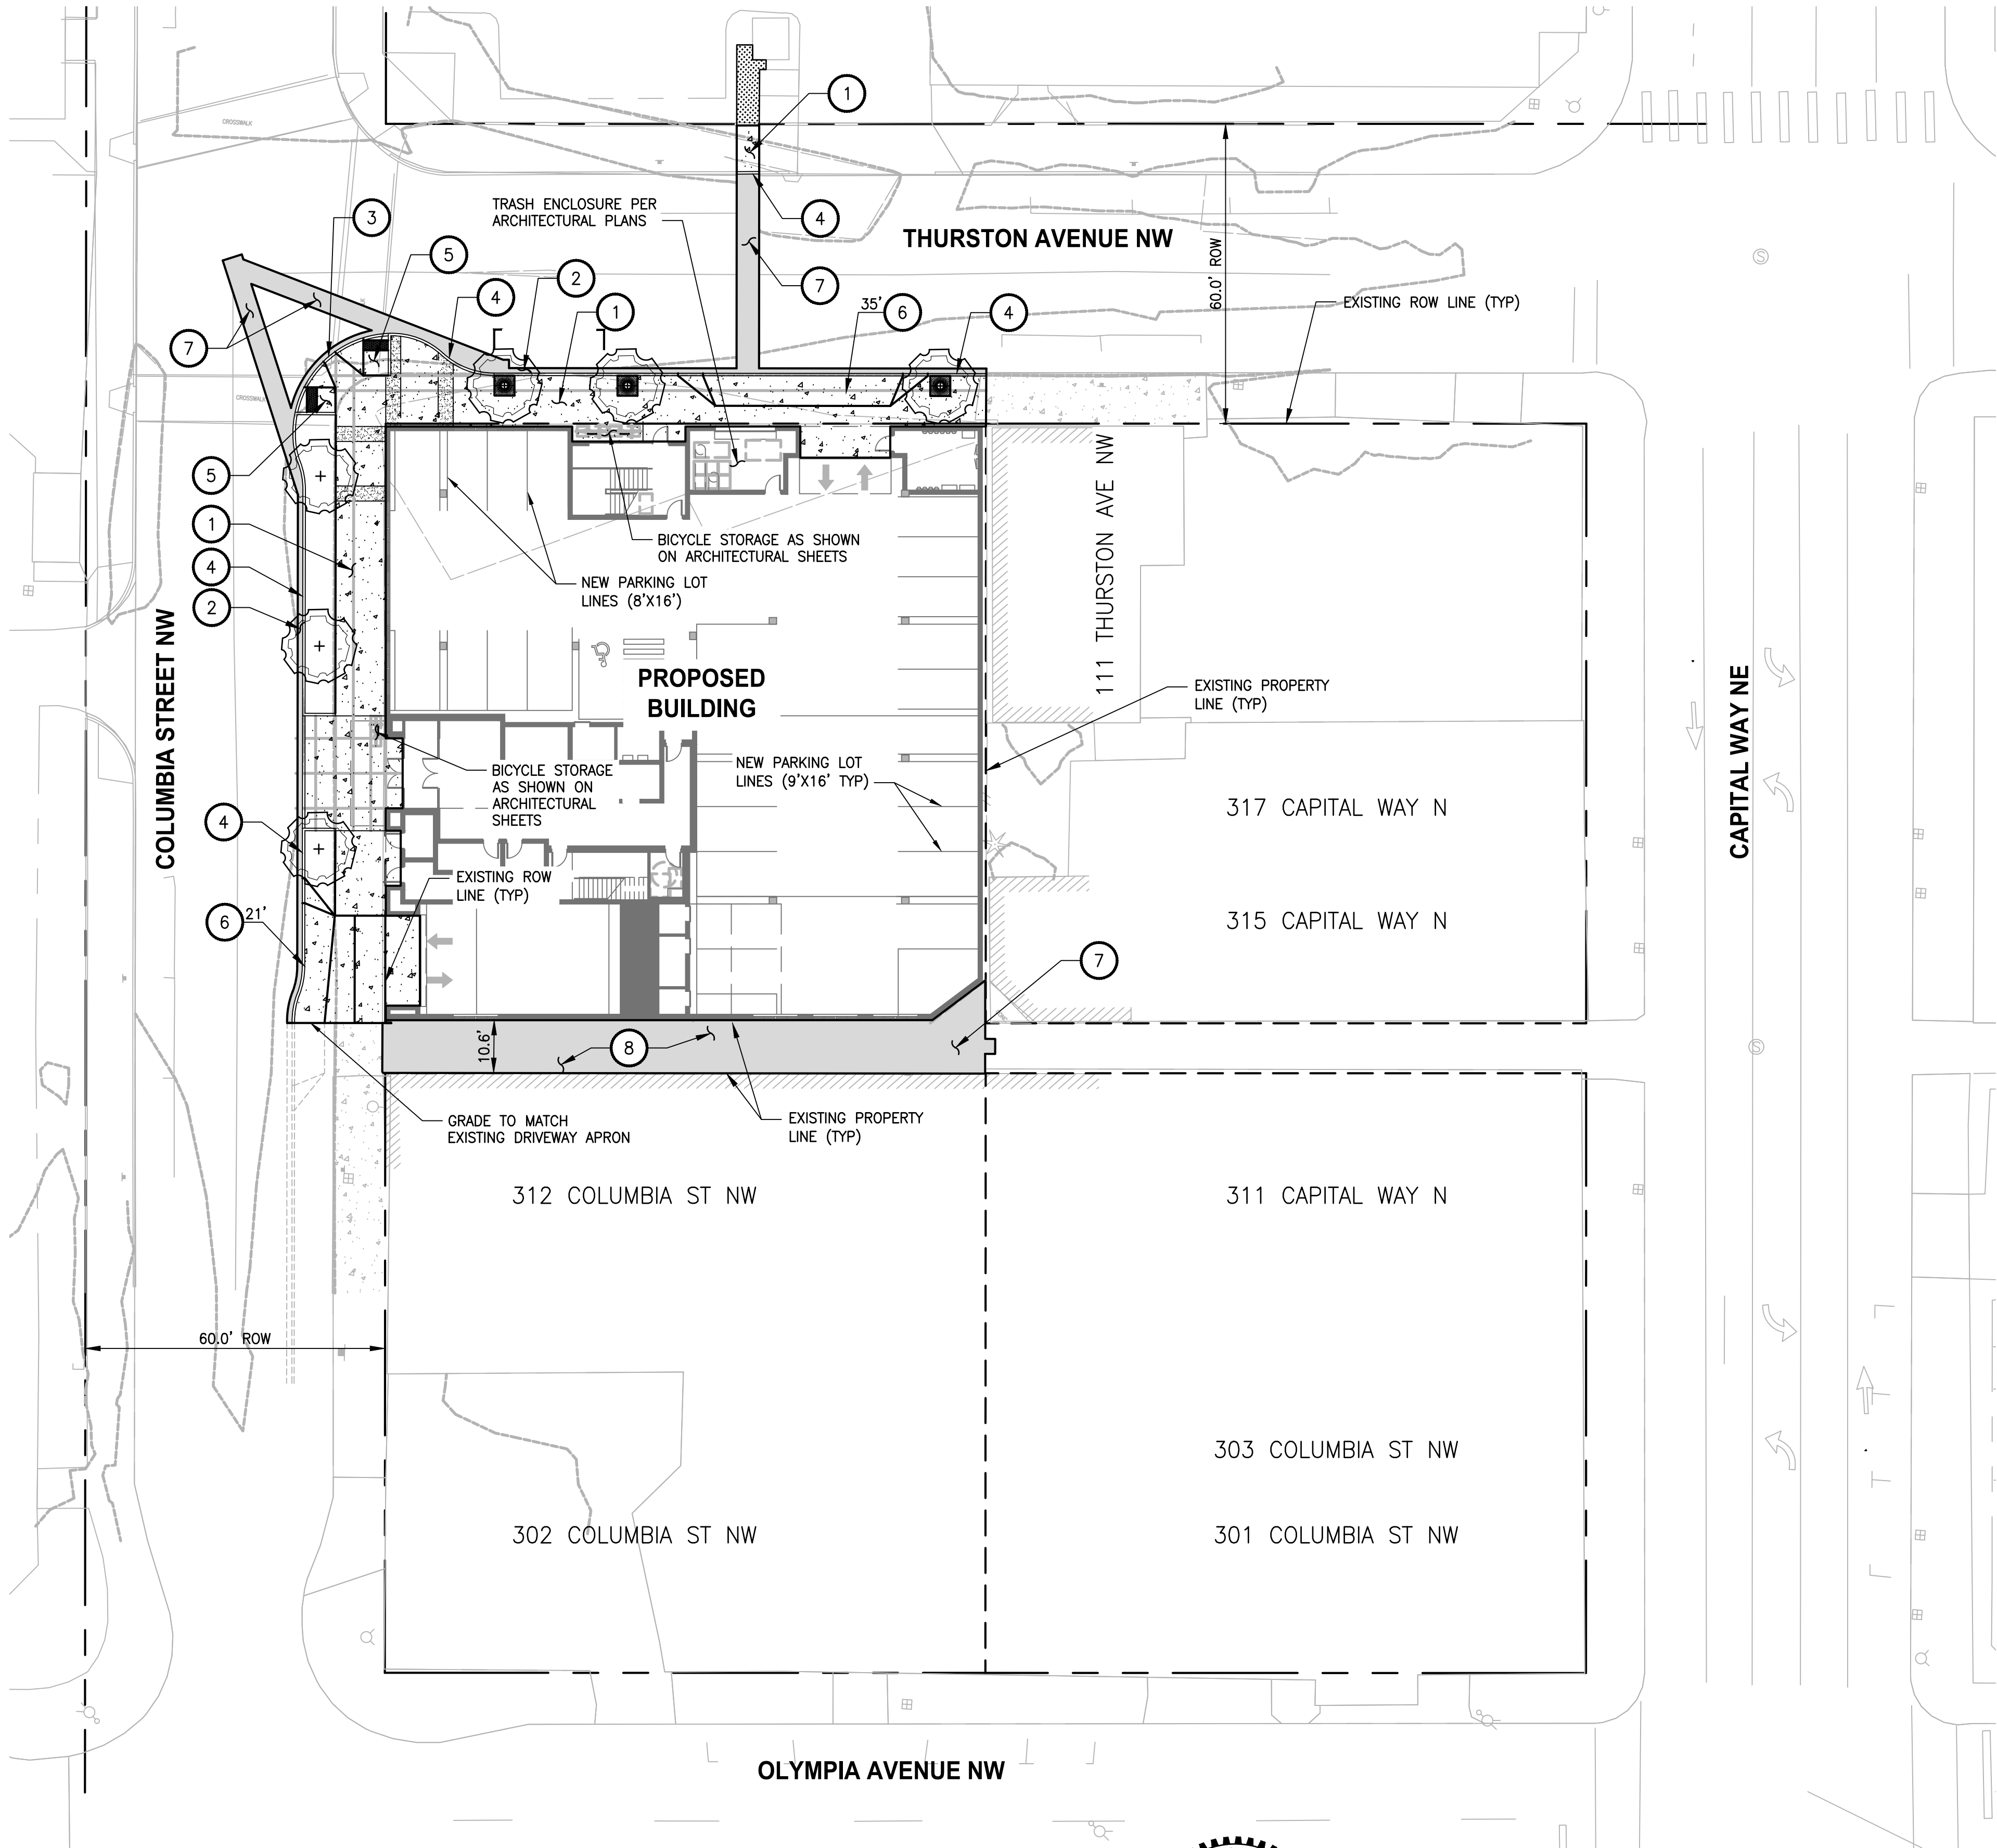 CROSSWALK
1
3
TRASH ENCLOSURE PER
ARCHITECTURAL PLANS
4
THURSTON AVENUE NW
5
2
7
4
1
35'
6
4
60.0' ROW
EXISTING ROW LINE (TYP)
S
7
CROSSWALK
5
1
4
2
BICYCLE STORAGE AS SHOWN
ON ARCHITECTURAL SHEETS
NEW PARKING LOT
LINES (8'X16')
111 THURSTON AVE NW
COLUMBIA STREET NW
PROPOSED
BUILDING
EXISTING PROPERTY
LINE (TYP)
CAPITAL WAY NE
BICYCLE STORAGE
AS SHOWN ON
ARCHITECTURAL
SHEETS
NEW PARKING LOT
LINES (9'X16' TYP)
317 CAPITAL WAY N
4
EXISTING ROW
LINE (TYP)
315 CAPITAL WAY N
6
21'
7
10.6'
8
S
GRADE TO MATCH
EXISTING DRIVEWAY APRON
EXISTING PROPERTY
LINE (TYP)
312 COLUMBIA ST NW
311 CAPITAL WAY N
60.0' ROW
303 COLUMBIA ST NW
302 COLUMBIA ST NW
301 COLUMBIA ST NW
OLYMPIA AVENUE NW